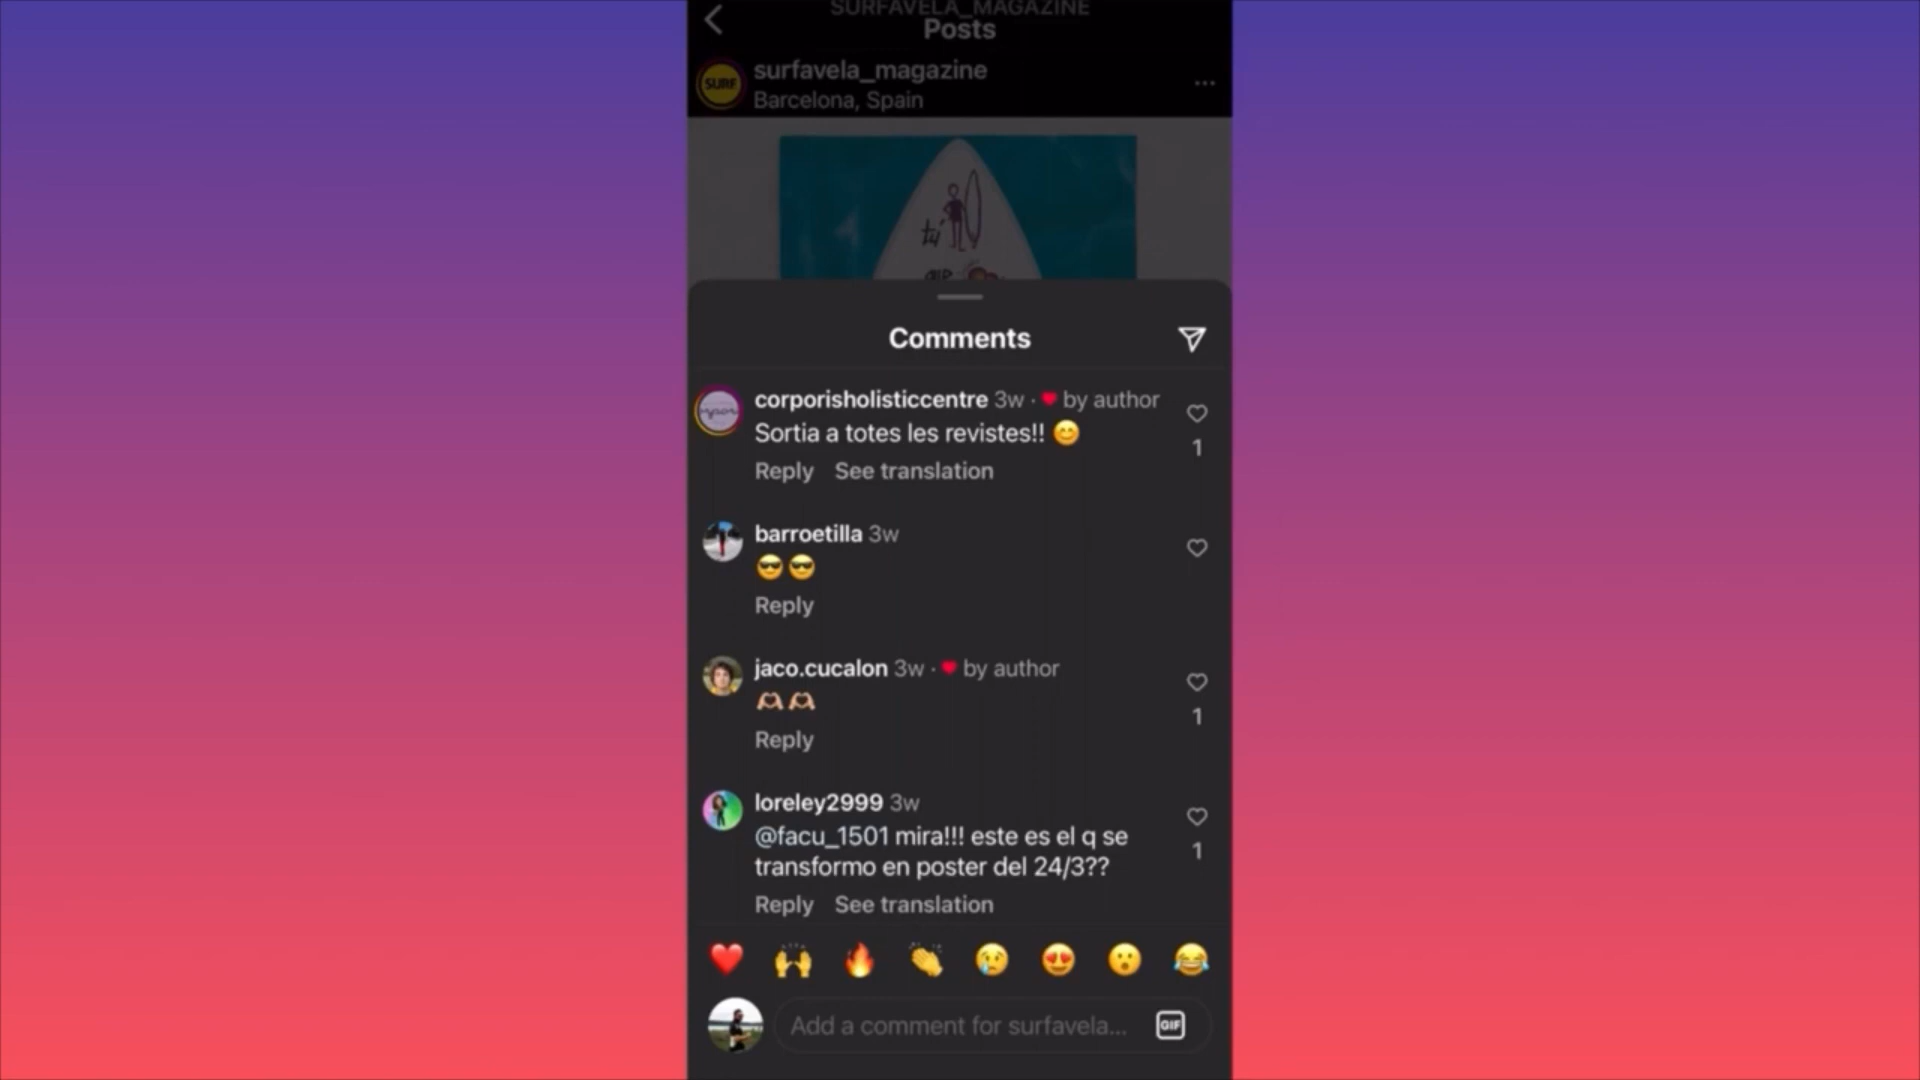 SURFAVELA_MAGAZINE
Posts
SURF
surfavela_magazine
Barcelona, Spain
tú
Comments
corporisholisticcentre 3w · ❤ by author
Sortia a totes les revistes!! 😊
1
Reply See translation
barroetilla 3w
😎😎
Reply
jaco.cucalon 3w · ❤ by author
🫶🏼🫶🏼
1
Reply
loreley2999 3w
@facu_1501 mira!!! este es el q se
transformo en poster del 24/3??
1
Reply See translation
❤️ 🙌 🔥 👏 😢 😍 😮 😂
Add a comment for surfavela...
GIF